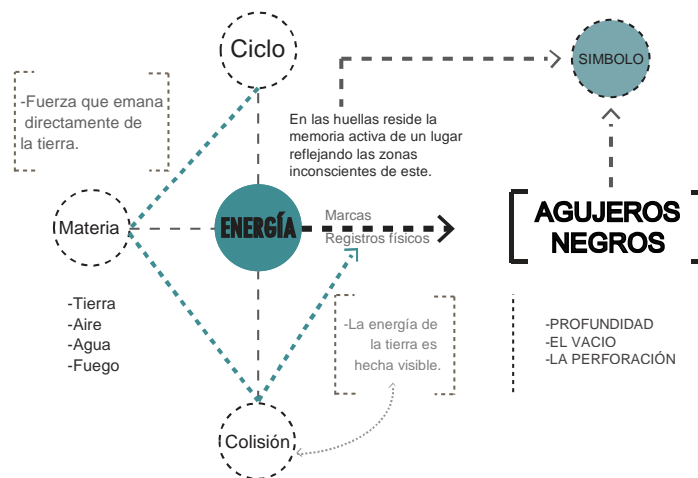 Ciclo
SIMBOLO
-Fuerza que emana
directamente de
la tierra.
En las huellas reside la
memoria activa de un lugar
reflejando las zonas
inconscientes de este.
Materia
ENERGÍA
Marcas
Registros físicos
AGUJEROS
NEGROS
-Tierra
-Aire
-Agua
-Fuego
-La energía de
la tierra es
hecha visible.
-PROFUNDIDAD
-EL VACIO
-LA PERFORACIÓN
Colisión